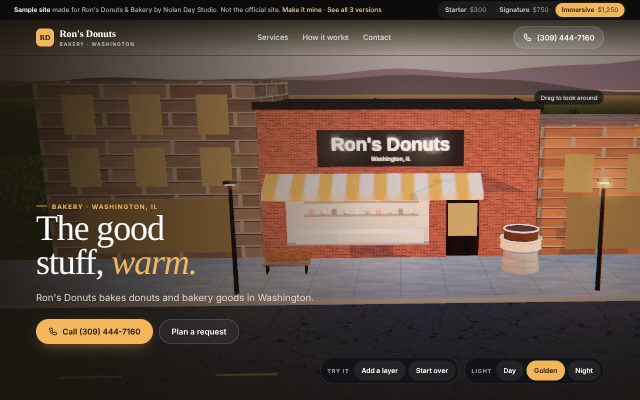 Sample site made for Ron's Donuts & Bakery by Nolan Day Studio. Not the official site. Make it mine · See all 3 versions
Starter $300 Signature $750 Immersive $1,250
RD Ron's Donuts
BAKERY · WASHINGTON
Services How it works Contact
(309) 444-7160
Drag to look around
Ron's Donuts
Washington, IL
BAKERY · WASHINGTON, IL
The good
stuff, warm.
Ron's Donuts bakes donuts and bakery goods in Washington.
Call (309) 444-7160 Plan a request
TRY IT Add a layer Start over LIGHT Day Golden Night